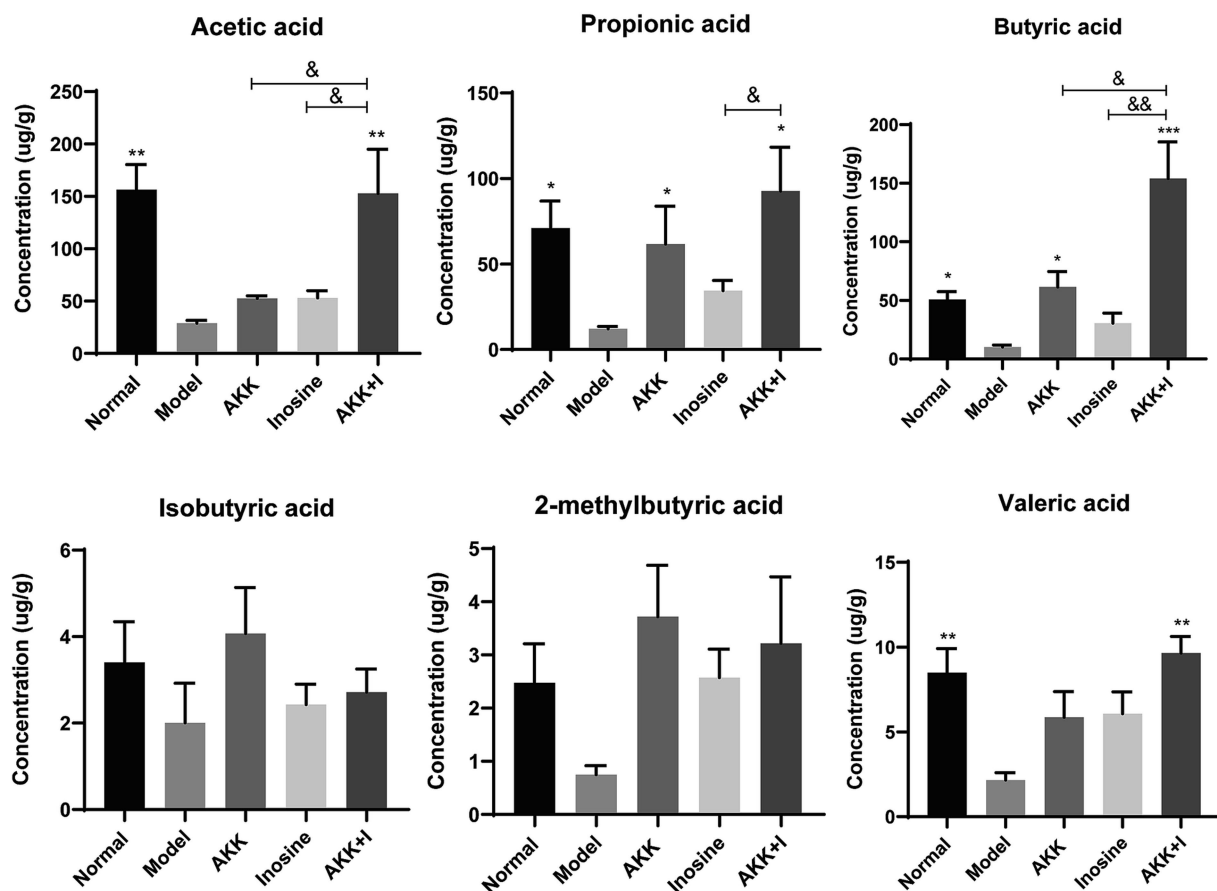 Acetic acid
&
&
Concentration (ug/g)
250
200
150
100
50
0
**
**
Normal
Model
AKK
Inosine
AKK+I
Propionic acid
&
Concentration (ug/g)
150
100
50
0
*
*
*
Normal
Model
AKK
Inosine
AKK+I
Butyric acid
&
&&
Concentration (ug/g)
200
150
100
50
0
*
*
***
Normal
Model
AKK
Inosine
AKK+I
Isobutyric acid
Concentration (ug/g)
6
4
2
0
Normal
Model
AKK
Inosine
AKK+I
2-methylbutyric acid
Concentration (ug/g)
5
4
3
2
1
0
Normal
Model
AKK
Inosine
AKK+I
Valeric acid
Concentration (ug/g)
15
10
5
0
**
**
Normal
Model
AKK
Inosine
AKK+I